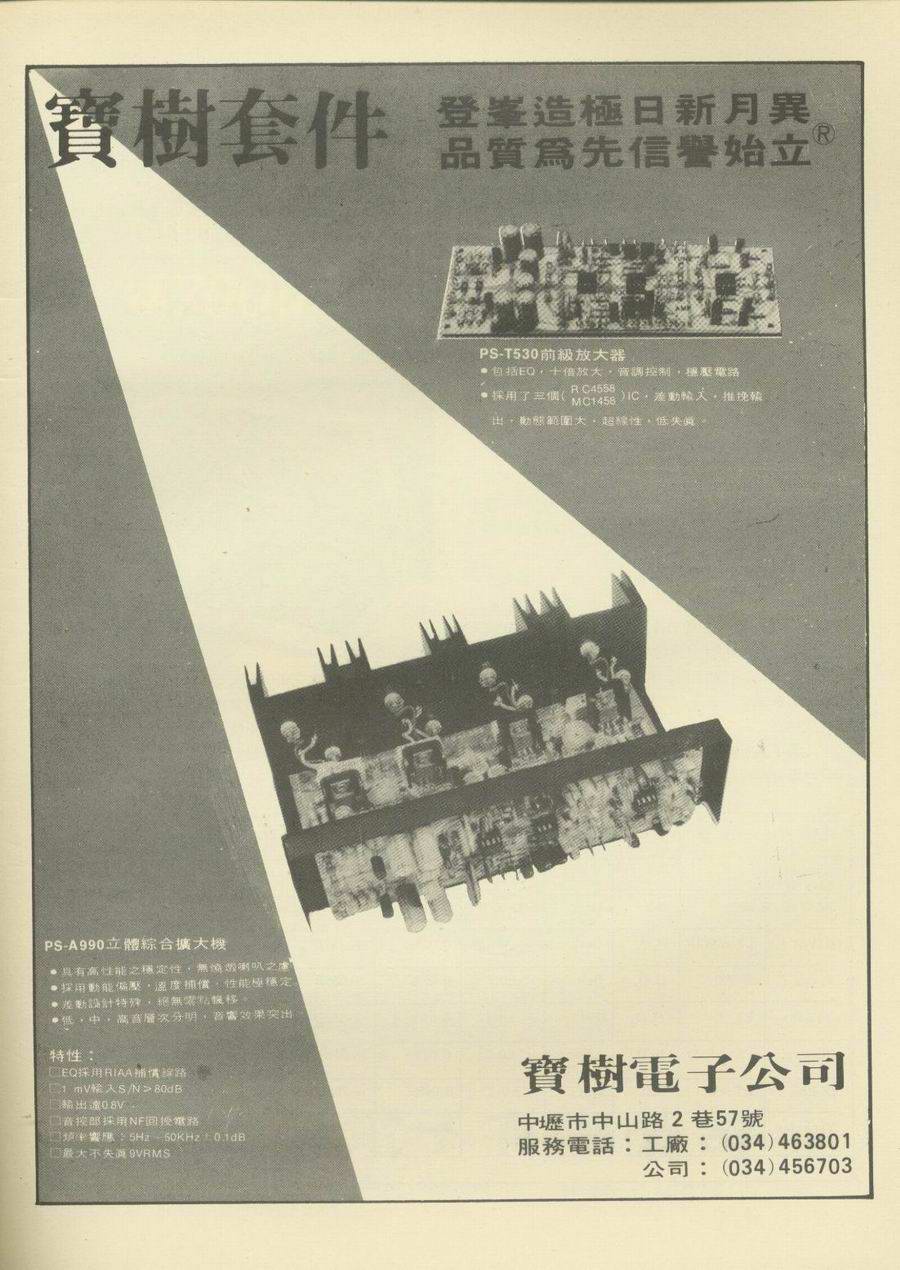 寶樹套件
登峯造極日新月異
品質為先信譽始立®
PS-T530前級放大器
●包括EQ，十倍放大，音調控制，穩壓電路
●採用了三個(RC4558 MC1458)IC，差動輸入，推挽輸
出，動態範圍大，超線性，低失眞。
PS-A990立體綜合擴大機
●具有高性能之穩定性，無燒毀喇叭之慮
●採用動態偏壓，溫度補償，性能極穩定。
●差動設計特殊，絕無零點飄移。
●低，中，高音層次分明，音響效果突出
特性：
□EQ採用RIAA補償線路
□1 mV輸入S/N>80dB
□輸出達0.8V
□音控部採用NF回授電路
□頻率響應：5Hz－50KHz±0.1dB
□最大不失眞9VRMS
寶樹電子公司
中壢市中山路2巷57號
服務電話：工廠：(034)463801
公司：(034)456703